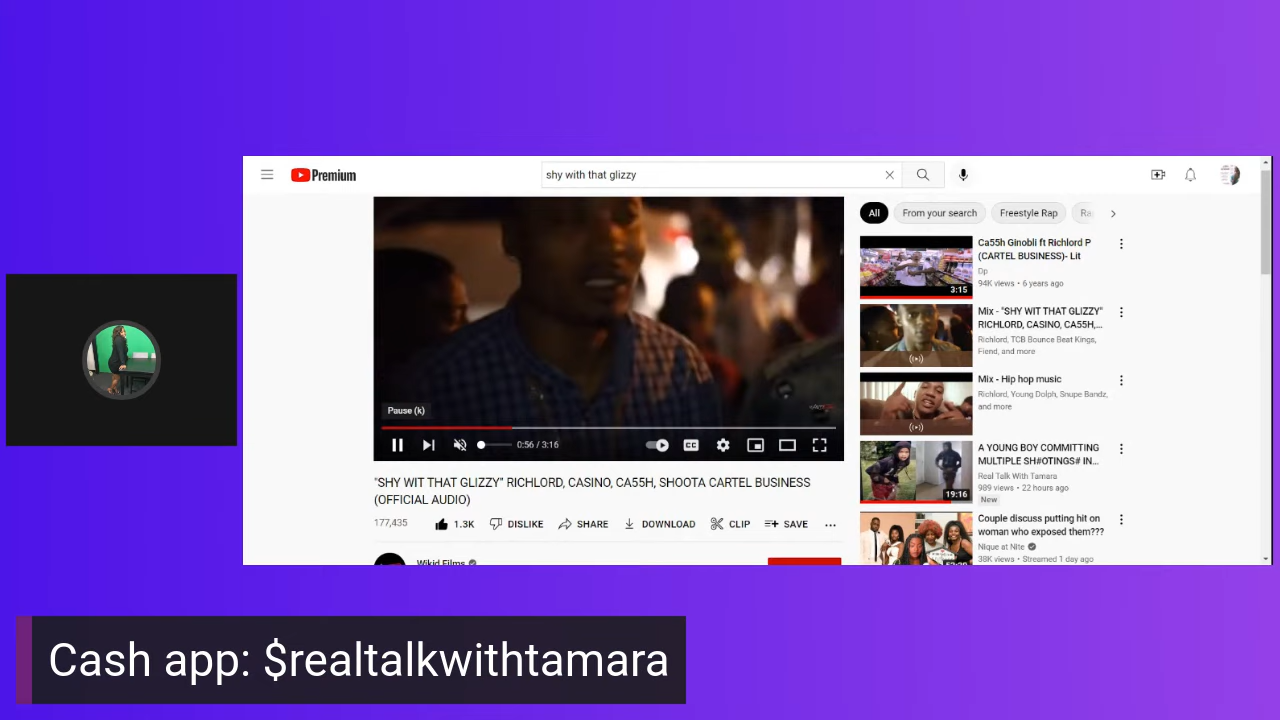 Premium
shy with that glizzy
Pause (k)
0:56 / 3:16
CC
"SHY WIT THAT GLIZZY" RICHLORD, CASINO, CA55H, SHOOTA CARTEL BUSINESS
(OFFICIAL AUDIO)
177,435
1.3K
DISLIKE
SHARE
DOWNLOAD
CLIP
SAVE
Wikid Films
All
From your search
Freestyle Rap
Ra
Ca55h Ginobli ft Richlord P
(CARTEL BUSINESS)- Lit
Dp
94K views • 6 years ago
3:15
Mix - "SHY WIT THAT GLIZZY"
RICHLORD, CASINO, CA55H,...
Richlord, TCB Bounce Beat Kings,
Fiend, and more
Mix - Hip hop music
Richlord, Young Dolph, Snupe Bandz,
and more
A YOUNG BOY COMMITTING
MULTIPLE SH#OTINGS# IN...
Real Talk With Tamara
989 views • 22 hours ago
New
19:16
Couple discuss putting hit on
woman who exposed them???
Nique at Nite
38K views • Streamed 1 day ago
Cash app: $realtalkwithtamara